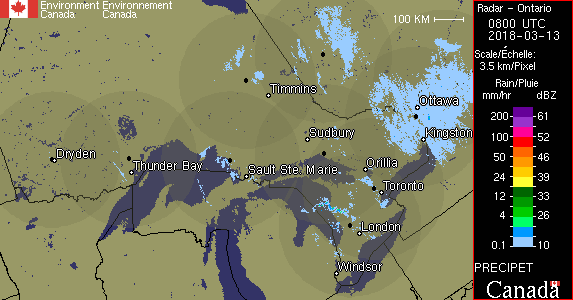 Environment Environnement
Canada Canada
100 KM
Timmins
Ottawa
Sudbury
Kingston
Dryden
Thunder Bay
Sault Ste. Marie
Orillia
Toronto
London
Windsor
Radar - Ontario
0800 UTC
2018-03-13
Scale/Échelle:
3.5 km/Pixel
Rain/Pluie
mm/hr dBZ
200 61
100 52
50 46
24 39
12 33
4 26
0.1 10
PRECIPET
Canada